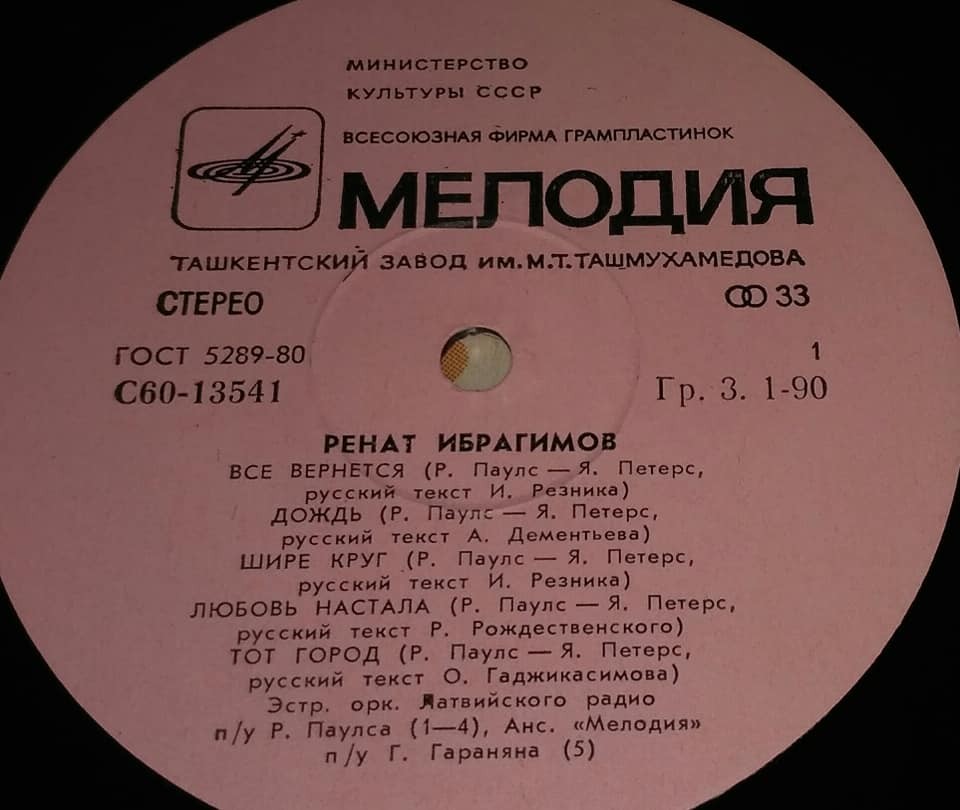 МИНИСТЕРСТВО
КУЛЬТУРЫ СССР
ВСЕСОЮЗНАЯ ФИРМА ГРАМПЛАСТИНОК
МЕЛОДИЯ
ТАШКЕНТСКИЙ ЗАВОД ИМ. М.Т. ТАШМУХАМЕДОВА
СТЕРЕО 33
ГОСТ 5289-80 1
С60-13541 Гр. 3. 1-90
РЕНАТ ИБРАГИМОВ
ВСЕ ВЕРНЕТСЯ (Р. Паулс — Я. Петерс,
русский текст И. Резника)
ДОЖДЬ (Р. Паулс — Я. Петерс,
русский текст А. Дементьева)
ШИРЕ КРУГ (Р. Паулс — Я. Петерс,
русский текст И. Резника)
ЛЮБОВЬ НАСТАЛА (Р. Паулс — Я. Петерс,
русский текст Р. Рождественского)
ТОТ ГОРОД (Р. Паулс — Я. Петерс,
русский текст О. Гаджикасимова)
Эстр. орк. Латвийского радио
п/у Р. Паулса (1—4), Анс. «Мелодия»
п/у Г. Гараняна (5)